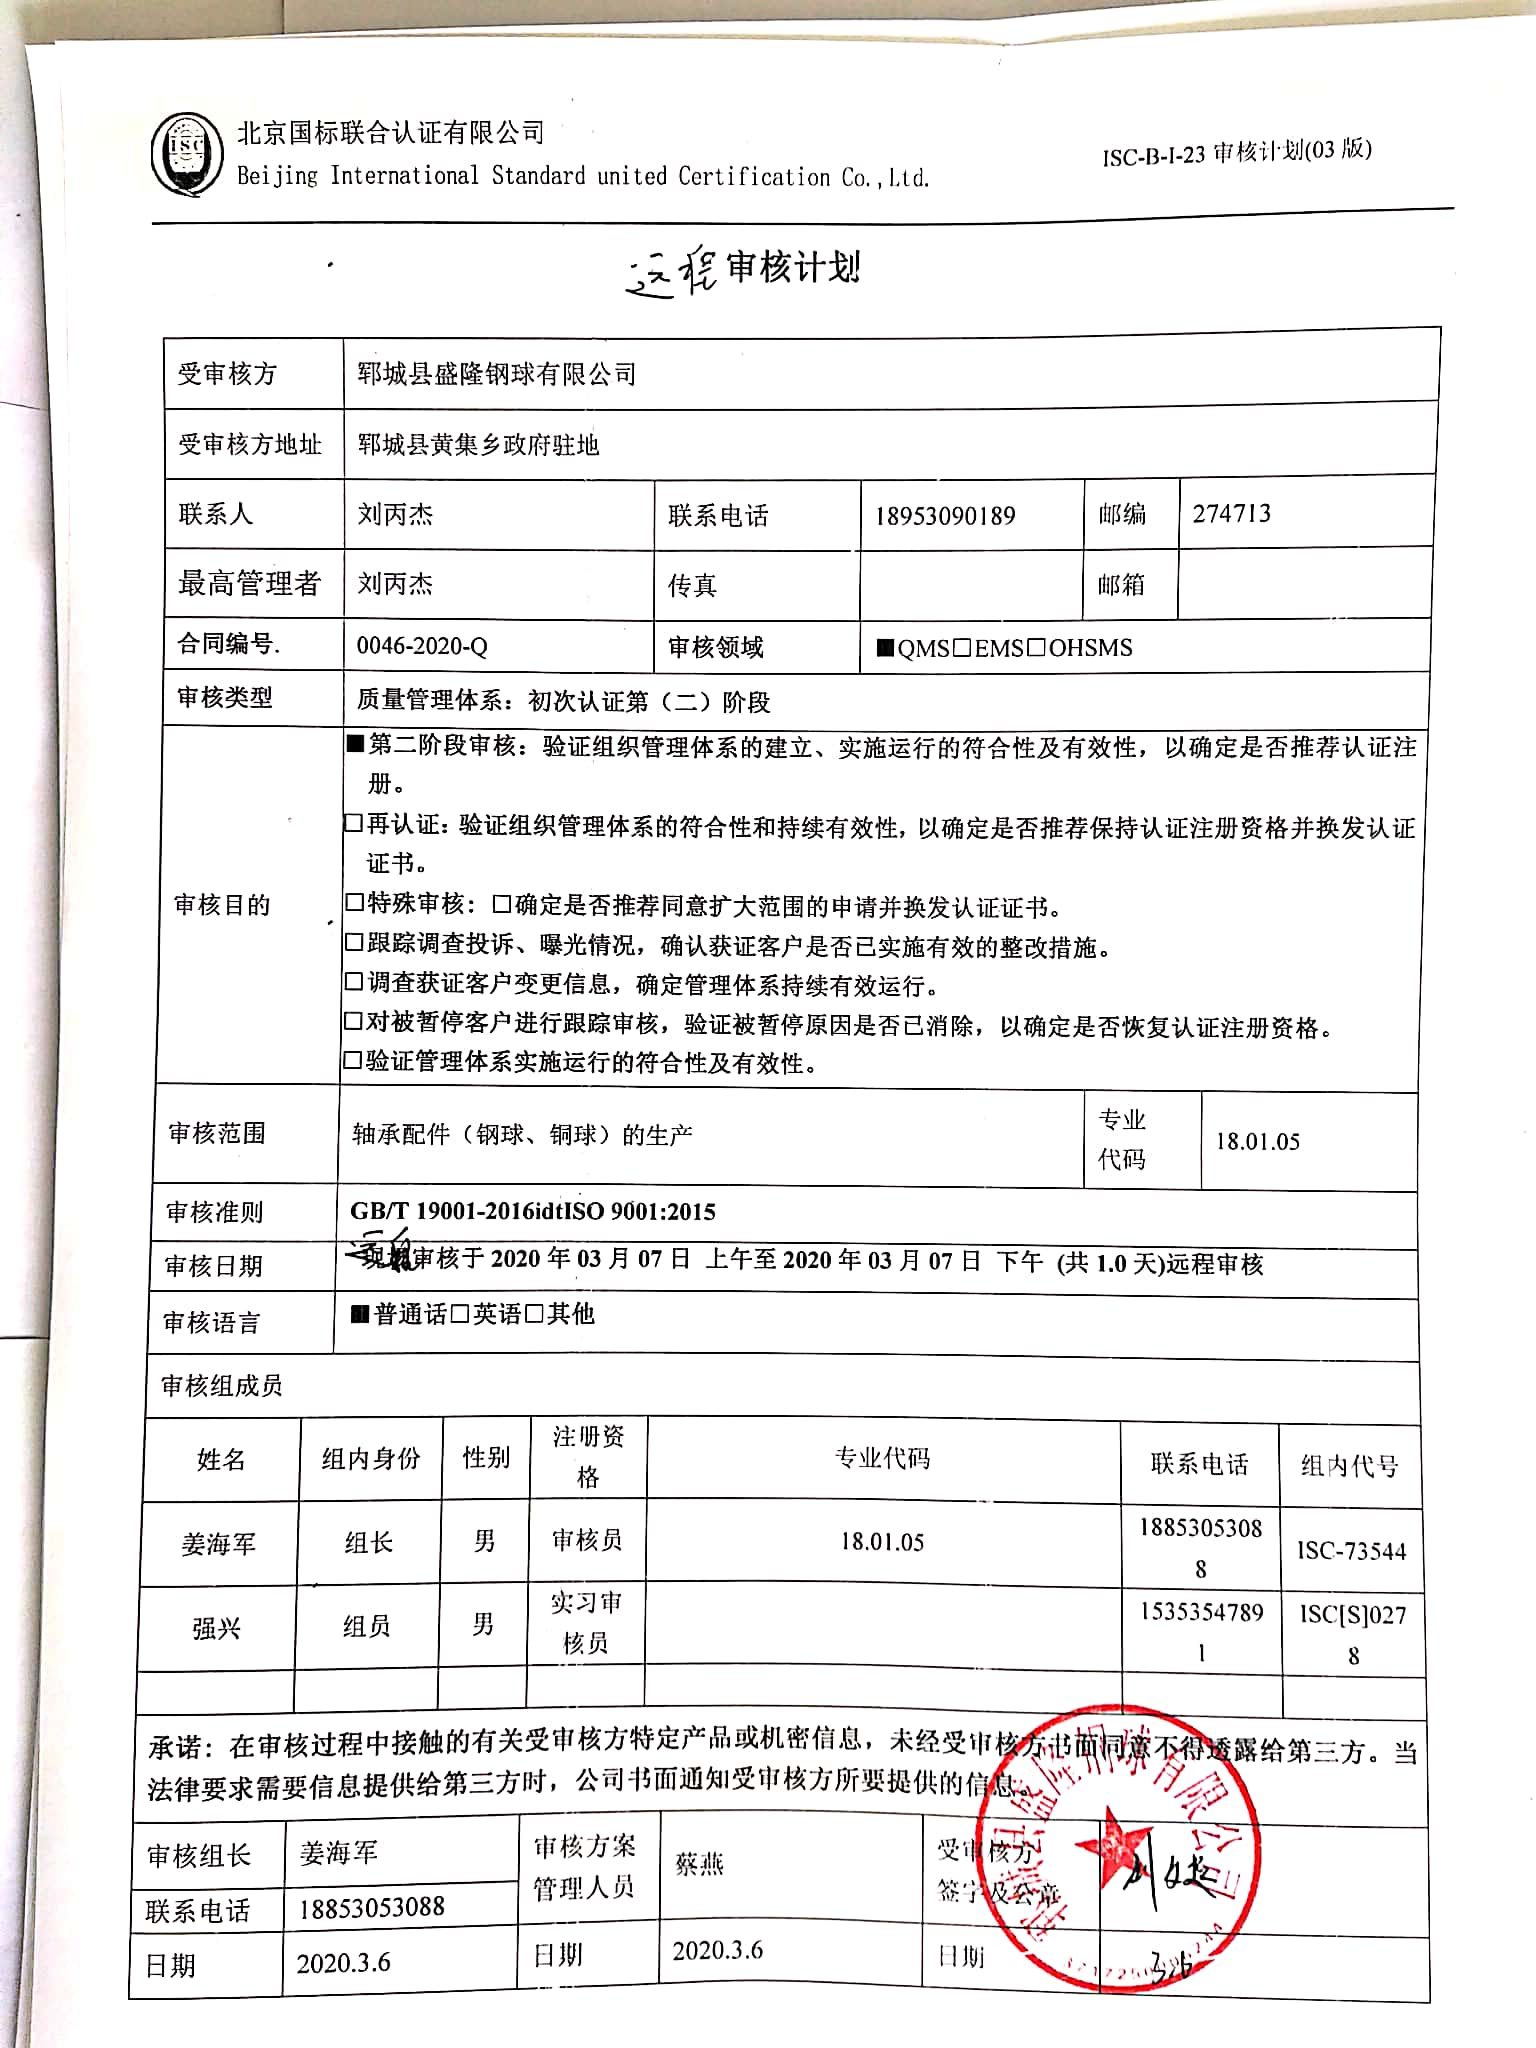 ISC
北京国标联合认证有限公司
Beijing International Standard united Certification Co.,Ltd.
ISC-B-I-23 审核计划(03 版)
远程审核计划
受审核方 郓城县盛隆钢球有限公司
受审核方地址 郓城县黄集乡政府驻地
联系人 刘丙杰 联系电话 18953090189 邮编 274713
最高管理者 刘丙杰 传真 邮箱
合同编号. 0046-2020-Q 审核领域 ■QMS□EMS□OHSMS
审核类型 质量管理体系：初次认证第（二）阶段
审核目的
■第二阶段审核：验证组织管理体系的建立、实施运行的符合性及有效性，以确定是否推荐认证注
册。
□再认证：验证组织管理体系的符合性和持续有效性，以确定是否推荐保持认证注册资格并换发认证
证书。
□特殊审核：□确定是否推荐同意扩大范围的申请并换发认证证书。
□跟踪调查投诉、曝光情况，确认获证客户是否已实施有效的整改措施。
□调查获证客户变更信息，确定管理体系持续有效运行。
□对被暂停客户进行跟踪审核，验证被暂停原因是否已消除，以确定是否恢复认证注册资格。
□验证管理体系实施运行的符合性及有效性。
审核范围 轴承配件（钢球、铜球）的生产 专业
代码 18.01.05
审核准则 GB/T 19001-2016idtISO 9001:2015
审核日期 远程审核于 2020 年 03 月 07 日 上午至 2020 年 03 月 07 日 下午 (共 1.0 天)远程审核
审核语言 ■普通话□英语□其他
审核组成员
姓名 组内身份 性别 注册资
格 专业代码 联系电话 组内代号
姜海军 组长 男 审核员 18.01.05 1885305308
8 ISC-73544
强兴 组员 男 实习审
核员 1535354789
1 ISC[S]027
8
承诺：在审核过程中接触的有关受审核方特定产品或机密信息，未经受审核方书面同意不得透露给第三方。当
法律要求需要信息提供给第三方时，公司书面通知受审核方所要提供的信息。
审核组长 姜海军 审核方案
管理人员 蔡燕 受审核方
签字及公章
联系电话 18853053088
日期 2020.3.6 日期 2020.3.6 日期
郓城县盛隆钢球有限公司